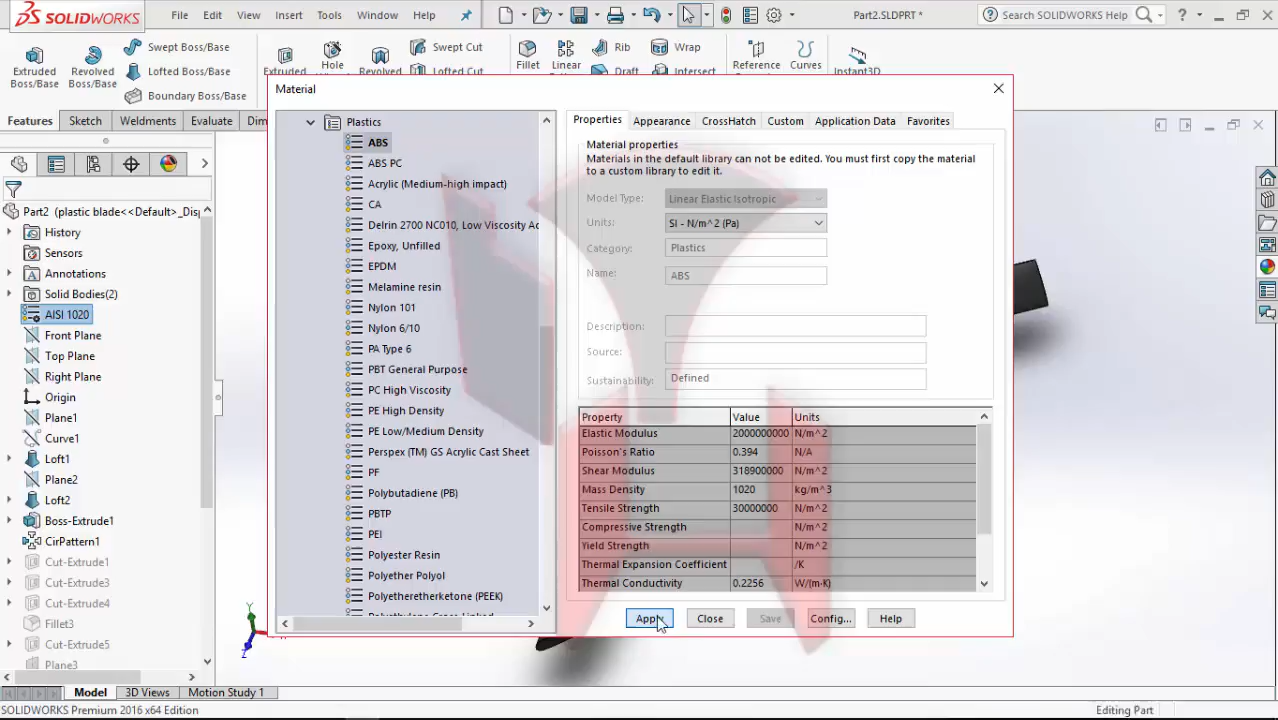 SOLIDWORKS
File Edit View Insert Tools Window Help
Part2.SLDPRT *
Search SOLIDWORKS Help
?
Extruded Boss/Base
Revolved Boss/Base
Swept Boss/Base
Lofted Boss/Base
Boundary Boss/Base
Extruded
Hole
Revolved
Swept Cut
Lofted Cut
Fillet
Linear
Rib
Draft
Wrap
Intersect
Reference
Curves
Instant3D
Features Sketch Weldments Evaluate Dim
Part2 (plastic blade<<Default>_Disp
History
Sensors
Annotations
Solid Bodies(2)
AISI 1020
Front Plane
Top Plane
Right Plane
Origin
Plane1
Curve1
Loft1
Plane2
Loft2
Boss-Extrude1
CirPattern1
Cut-Extrude1
Cut-Extrude3
Cut-Extrude4
Fillet3
Cut-Extrude5
Plane3
Material
Plastics
ABS
ABS PC
Acrylic (Medium-high impact)
CA
Delrin 2700 NC010, Low Viscosity Ac
Epoxy, Unfilled
EPDM
Melamine resin
Nylon 101
Nylon 6/10
PA Type 6
PBT General Purpose
PC High Viscosity
PE High Density
PE Low/Medium Density
Perspex (TM) GS Acrylic Cast Sheet
PF
Polybutadiene (PB)
PBTP
PEI
Polyester Resin
Polyether Polyol
Polyetheretherketone (PEEK)
Polyethylene Cross-Linked
Properties Appearance CrossHatch Custom Application Data Favorites
Material properties
Materials in the default library can not be edited. You must first copy the material
to a custom library to edit it.
Model Type: Linear Elastic Isotropic
Units: SI - N/m^2 (Pa)
Category: Plastics
Name: ABS
Description:
Source:
Sustainability: Defined
Property Value Units
Elastic Modulus 2000000000 N/m^2
Poisson's Ratio 0.394 N/A
Shear Modulus 318900000 N/m^2
Mass Density 1020 kg/m^3
Tensile Strength 30000000 N/m^2
Compressive Strength N/m^2
Yield Strength N/m^2
Thermal Expansion Coefficient /K
Thermal Conductivity 0.2256 W/(m·K)
Apply Close Save Config... Help
Model 3D Views Motion Study 1
SOLIDWORKS Premium 2016 x64 Edition
Editing Part